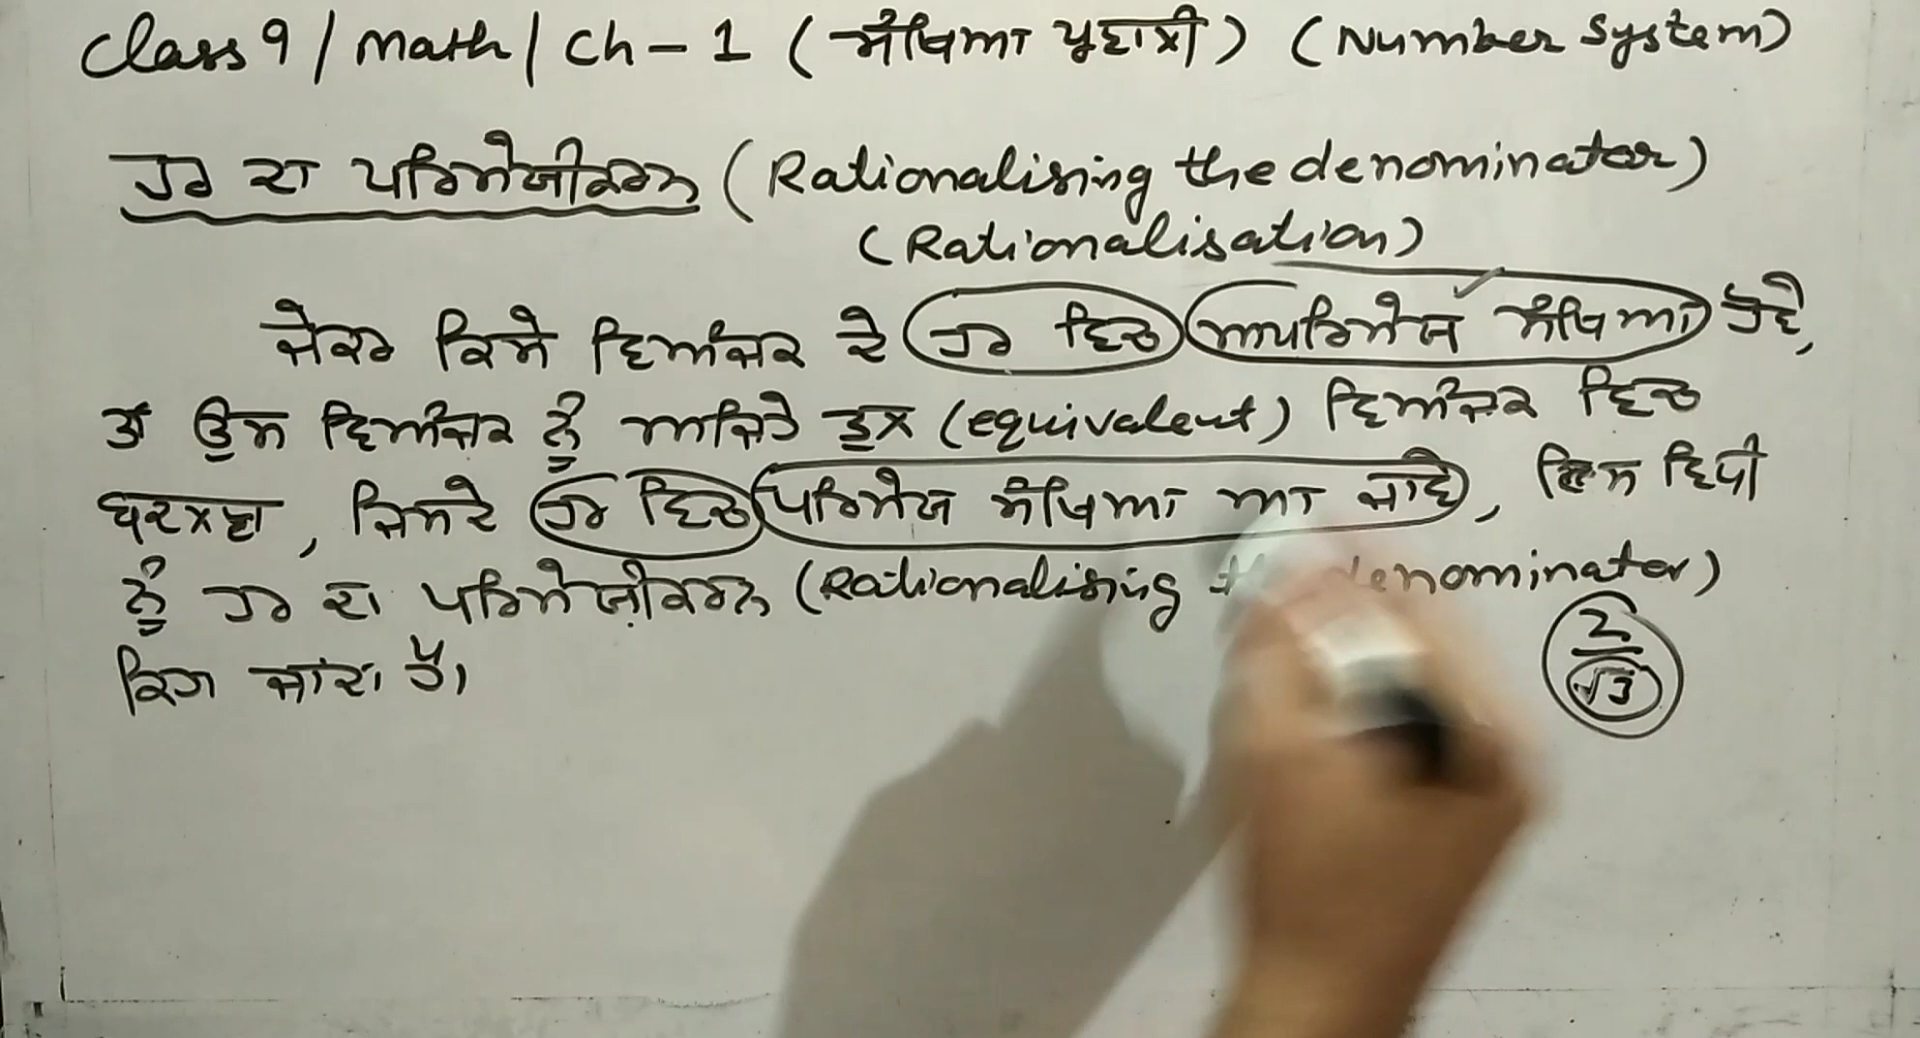 Class 9 / Math / Ch - 1 ( ਸੰਖਿਆ ਪ੍ਰਣਾਲੀ ) ( Number System )
ਹਰ ਦਾ ਪਰਿਮੇਯੀਕਰਨ ( Rationalising the denominator )
( Rationalisation )
ਜੇਕਰ ਕਿਸੇ ਵਿਅੰਜਕ ਦੇ ਹਰ ਵਿਚ ਅਪਰਿਮੇਯ ਸੰਖਿਆ ਹੋਵੇ,
ਤਾਂ ਉਸ ਵਿਅੰਜਕ ਨੂੰ ਅਜਿਹੇ ਤੁਲ (equivalent) ਵਿਅੰਜਕ ਵਿਚ
ਬਦਲਣਾ, ਜਿਸਦੇ ਹਰ ਵਿਚ ਪਰਿਮੇਯ ਸੰਖਿਆ ਆ ਜਾਵੇ, ਇਸ ਵਿਧੀ
ਨੂੰ ਹਰ ਦਾ ਪਰਿਮੇਯੀਕਰਨ (Rationalising denominator)
ਕਿਹਾ ਜਾਂਦਾ ਹੈ।
2/√3